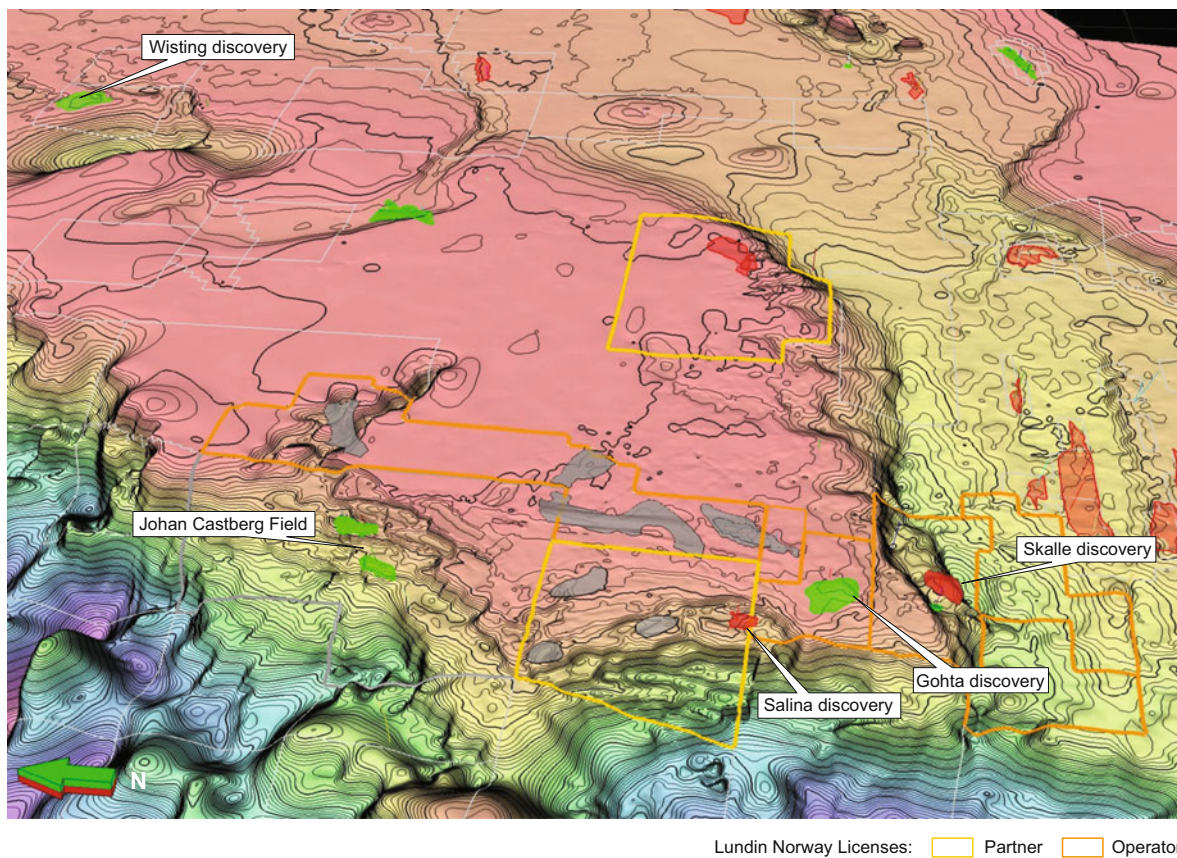 Wisting discovery
Johan Castberg Field
Skalle discovery
Gohta discovery
Salina discovery
N
Lundin Norway Licenses: Partner Operator